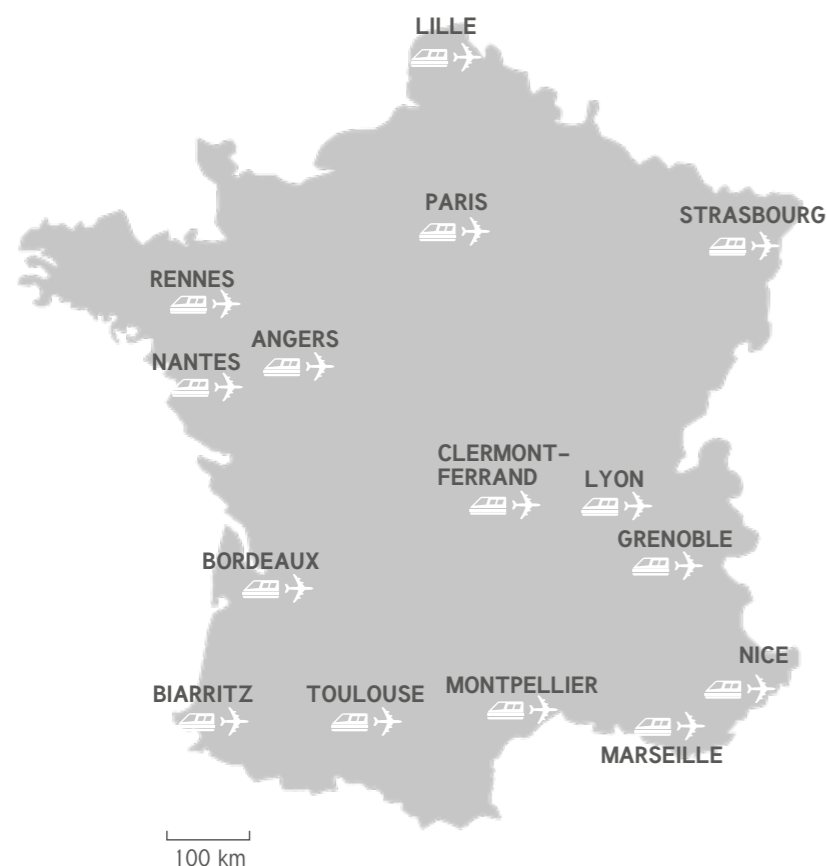 LILLE
PARIS
STRASBOURG
RENNES
ANGERS
NANTES
CLERMONT-
FERRAND
LYON
GRENOBLE
BORDEAUX
NICE
MONTPELLIER
BIARRITZ
TOULOUSE
MARSEILLE
100 km